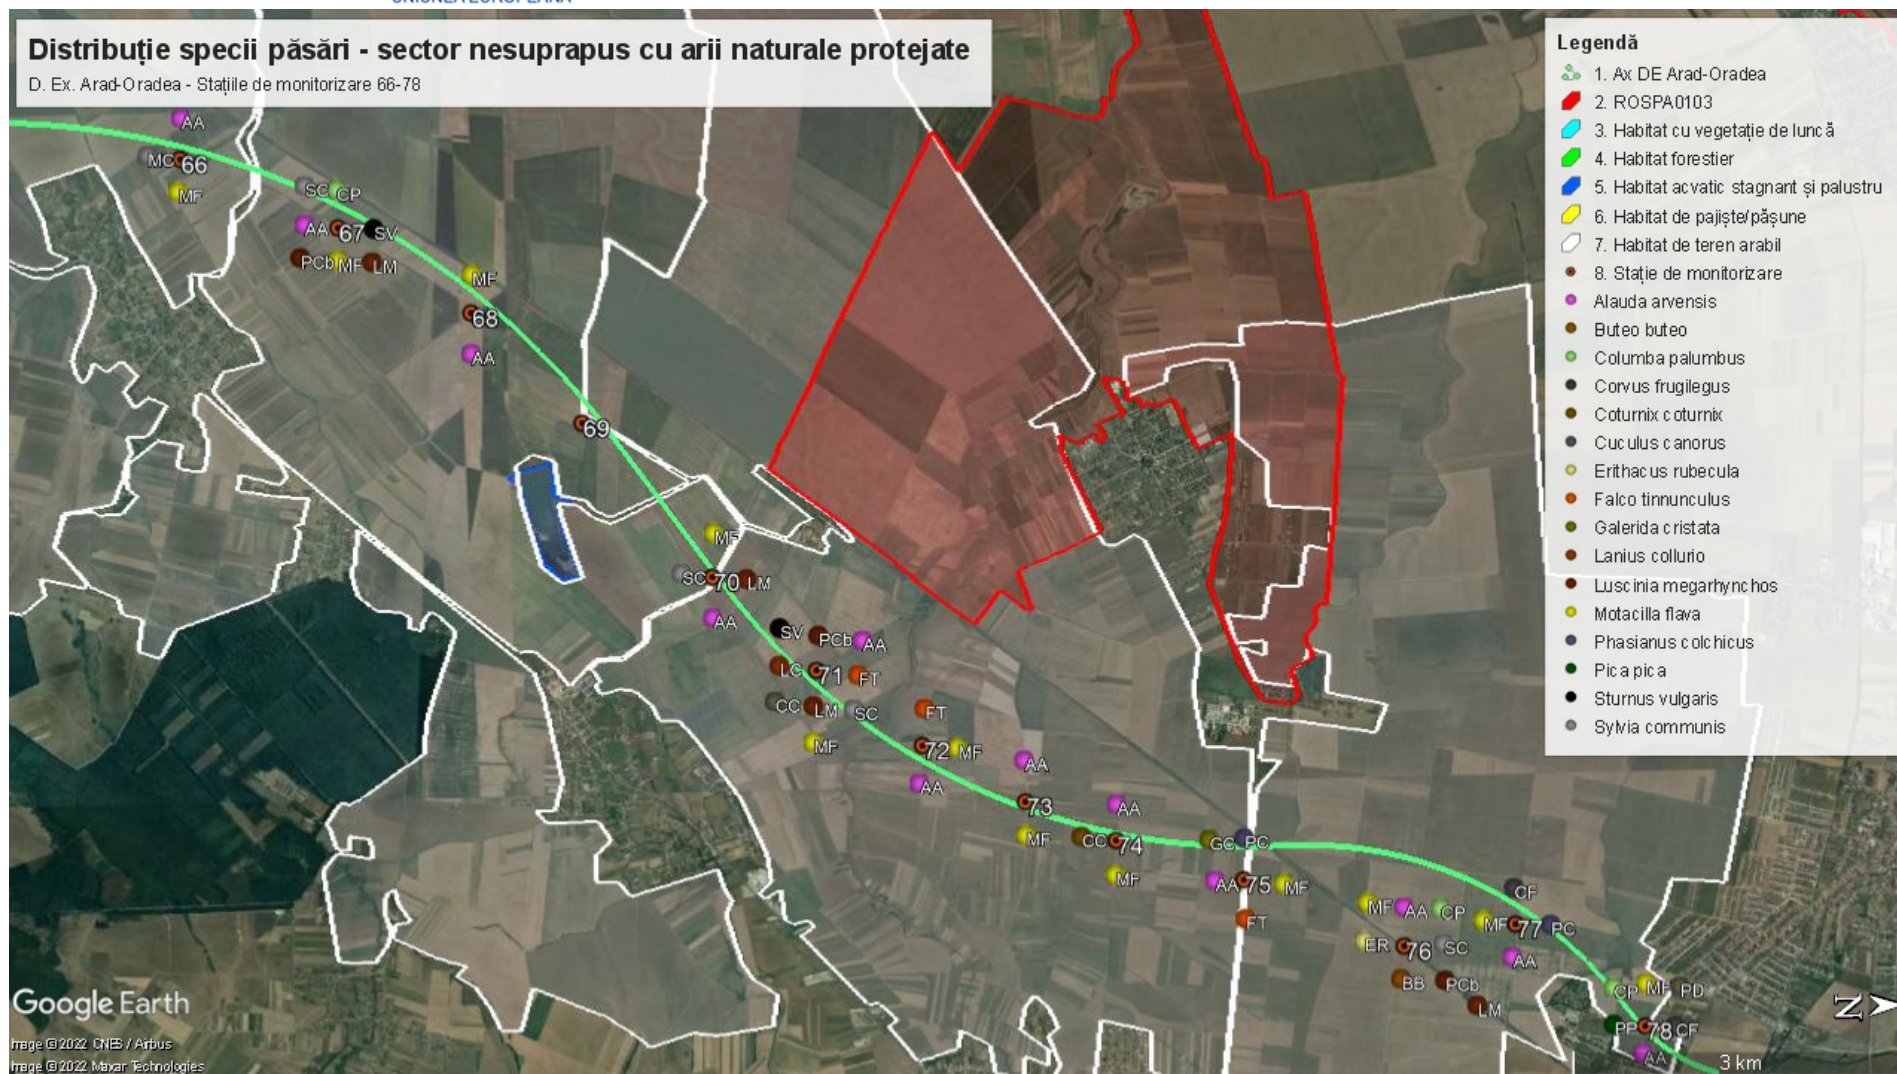 UNIUNEA EUROPEANĂ
Distribuție specii păsări - sector nesuprapus cu arii naturale protejate
D. Ex. Arad-Oradea - Stațiile de monitorizare 66-78
Legendă
1. Ax DE Arad-Oradea
2. ROSPA0103
3. Habitat cu vegetație de luncă
4. Habitat forestier
5. Habitat acvatic stagnant și palustru
6. Habitat de pajiște/pășune
7. Habitat de teren arabil
8. Stație de monitorizare
Alauda arvensis
Buteo buteo
Columba palumbus
Corvus frugilegus
Coturnix coturnix
Cuculus canorus
Erithacus rubecula
Falco tinnunculus
Galerida cristata
Lanius collurio
Luscinia megarhynchos
Motacilla flava
Phasianus colchicus
Pica pica
Sturnus vulgaris
Sylvia communis
AA
MC 66
MF
SC CP
AA 67 SV
PCb MF LM
MF
68
AA
69
MF
SC 70 LM
AA
SV PCb AA
LC 71 FT
CC LM SC
MF
FT
72 MF
AA
AA
73
MF
AA
CC 74
MF
GC PC
AA 75 MF
FT
MF AA CP
ER 76 SC
BB PCb
LM
CF
MF 77 PC
AA
CP MF PD
PP 78 CF
AA
Google Earth
Image © 2022 CNES / Airbus
Image © 2022 Maxar Technologies
N
3 km